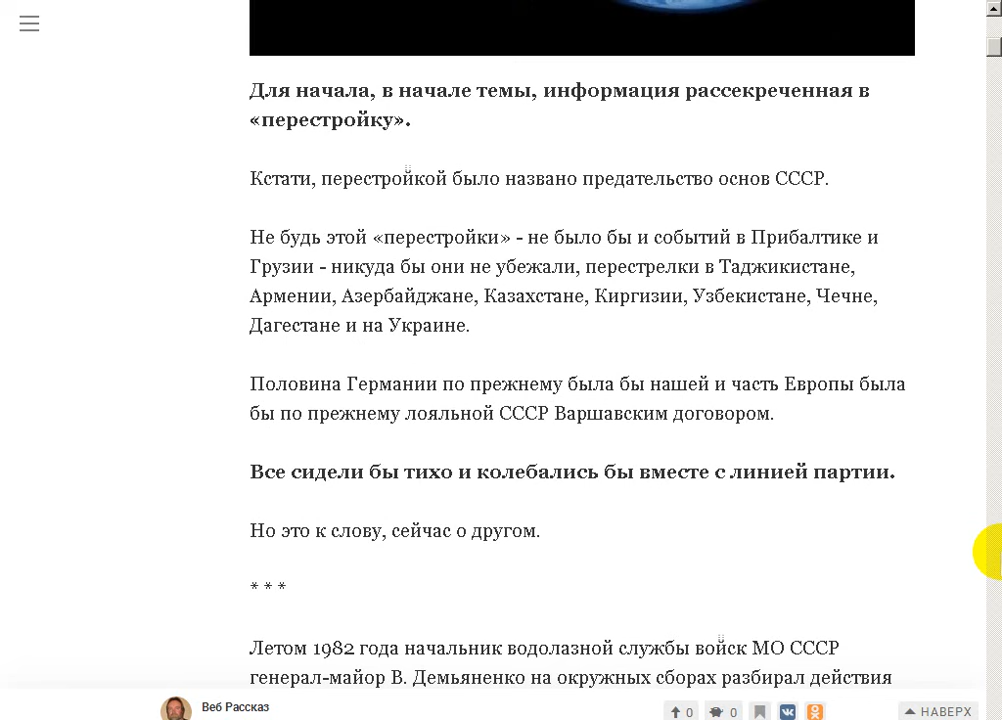 Для начала, в начале темы, информация рассекреченная в
«перестройку».
Кстати, перестройкой было названо предательство основ СССР.
Не будь этой «перестройки» - не было бы и событий в Прибалтике и
Грузии - никуда бы они не убежали, перестрелки в Таджикистане,
Армении, Азербайджане, Казахстане, Киргизии, Узбекистане, Чечне,
Дагестане и на Украине.
Половина Германии по прежнему была бы нашей и часть Европы была
бы по прежнему лояльной СССР Варшавским договором.
Все сидели бы тихо и колебались бы вместе с линией партии.
Но это к слову, сейчас о другом.
* * *
Летом 1982 года начальник водолазной службы войск МО СССР
генерал-майор В. Демьяненко на окружных сборах разбирал действия
Веб Рассказ
0
0
НАВЕРХ